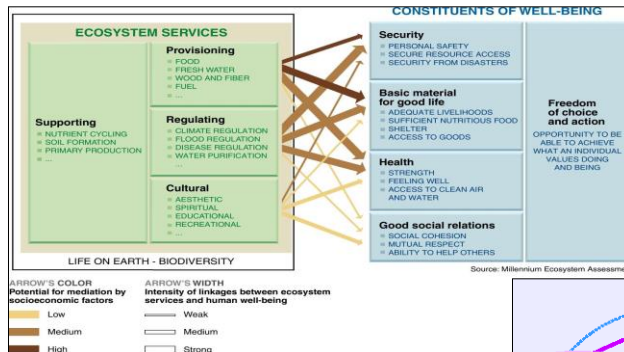 ECOSYSTEM SERVICES
Supporting
NUTRIENT CYCLING
SOIL FORMATION
PRIMARY PRODUCTION
...
Provisioning
FOOD
FRESH WATER
WOOD AND FIBER
FUEL
...
Regulating
CLIMATE REGULATION
FLOOD REGULATION
DISEASE REGULATION
WATER PURIFICATION
...
Cultural
AESTHETIC
SPIRITUAL
EDUCATIONAL
RECREATIONAL
...
LIFE ON EARTH - BIODIVERSITY
CONSTITUENTS OF WELL-BEING
Security
PERSONAL SAFETY
SECURE RESOURCE ACCESS
SECURITY FROM DISASTERS
Basic material
for good life
ADEQUATE LIVELIHOODS
SUFFICIENT NUTRITIOUS FOOD
SHELTER
ACCESS TO GOODS
Health
STRENGTH
FEELING WELL
ACCESS TO CLEAN AIR
AND WATER
Good social relations
SOCIAL COHESION
MUTUAL RESPECT
ABILITY TO HELP OTHERS
Freedom
of choice
and action
OPPORTUNITY TO BE
ABLE TO ACHIEVE
WHAT AN INDIVIDUAL
VALUES DOING
AND BEING
Source: Millennium Ecosystem Assessme
ARROW'S COLOR
Potential for mediation by
socioeconomic factors
Low
Medium
High
ARROW'S WIDTH
Intensity of linkages between ecosystem
services and human well-being
Weak
Medium
Strong